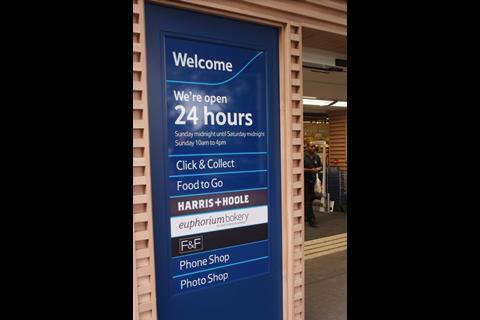 Welcome
We're open
24 hours
Sunday midnight until Saturday midnight
Sunday 10am to 4pm
Click & Collect
Food to Go
HARRIS+HOOLE
euphorium bakery
F&F
Phone Shop
Photo Shop